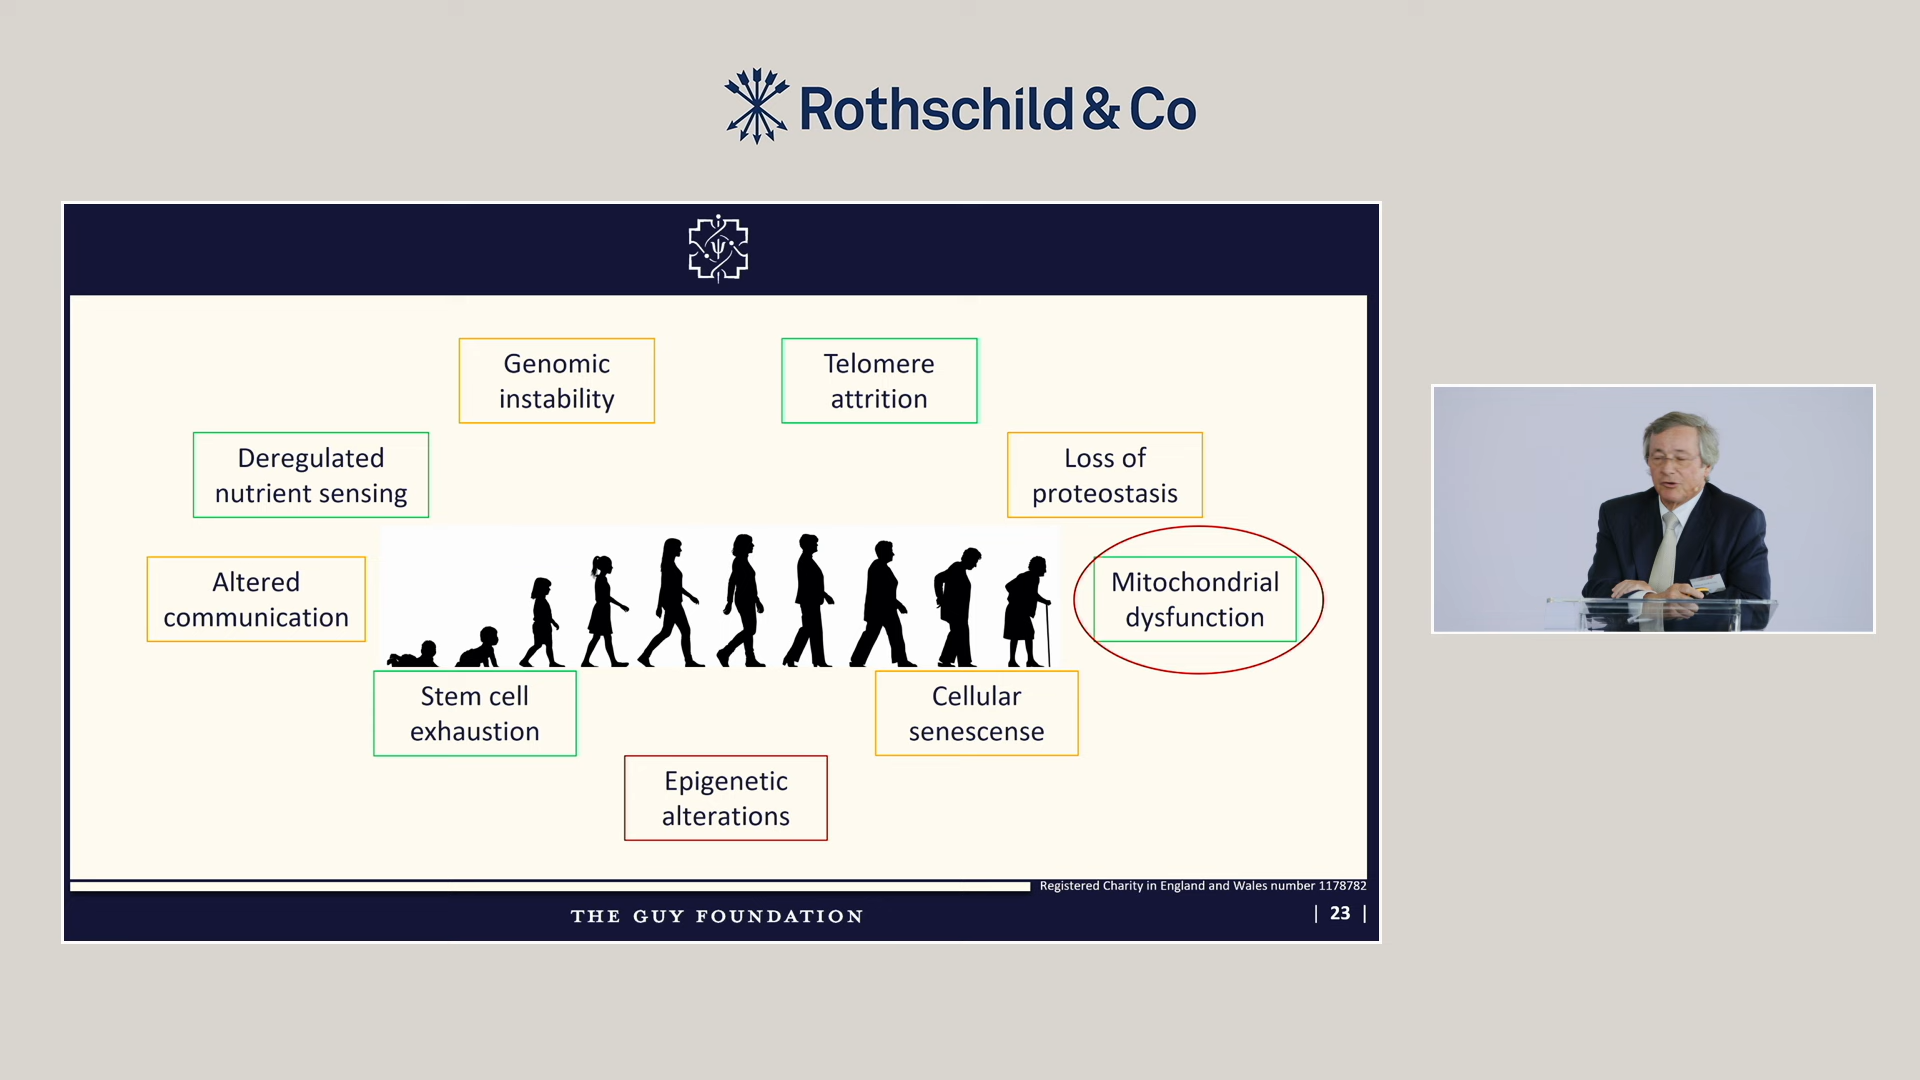 Rothschild & Co
Genomic
instability
Telomere
attrition
Deregulated
nutrient sensing
Loss of
proteostasis
Altered
communication
Mitochondrial
dysfunction
Stem cell
exhaustion
Cellular
senescense
Epigenetic
alterations
Registered Charity in England and Wales number 1178782
THE GUY FOUNDATION
| 23 |